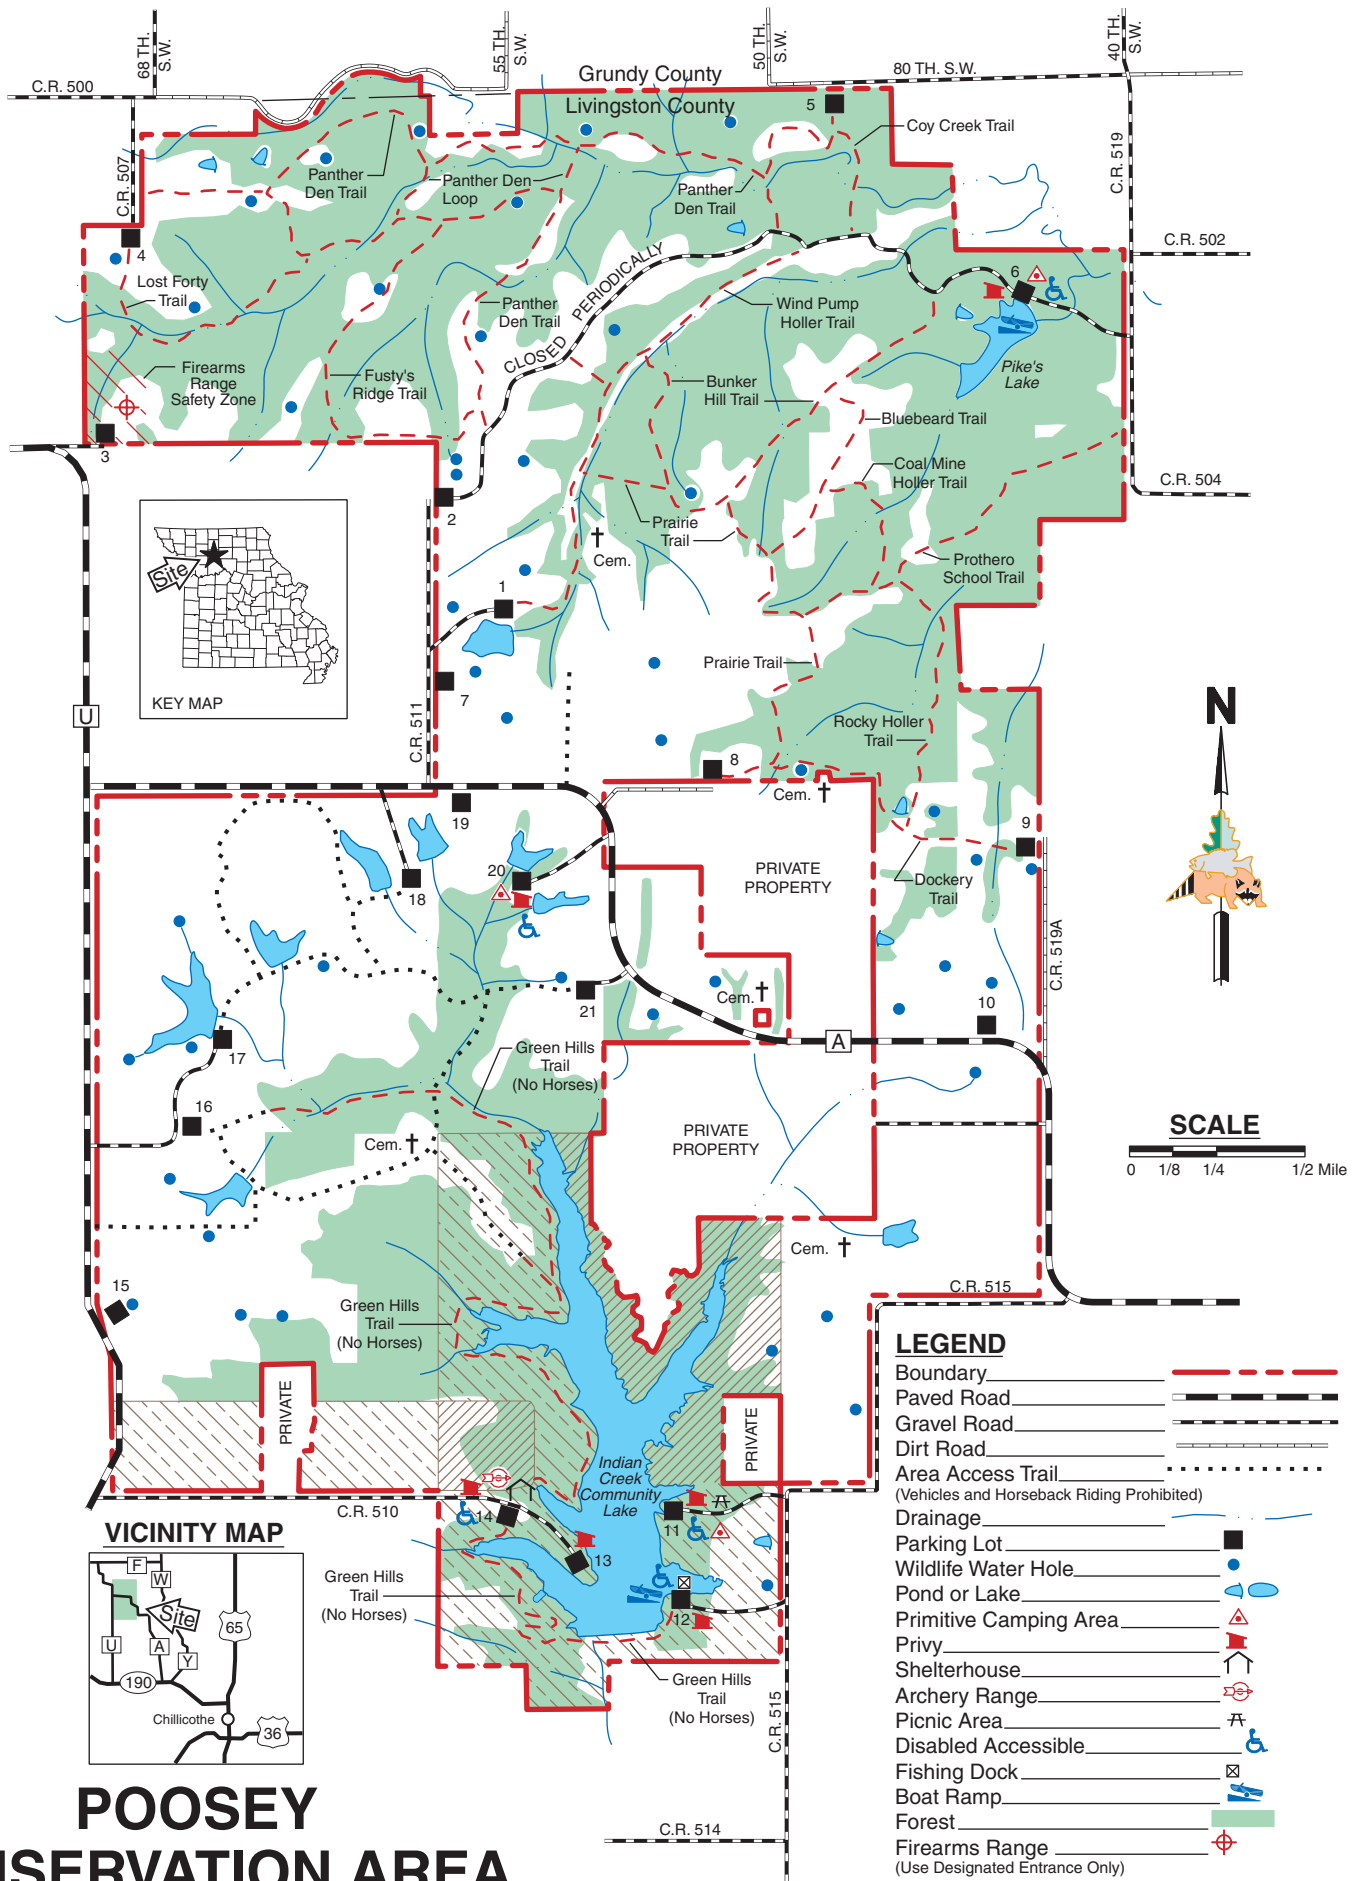 68 TH.
S.W.
55 TH.
S.W.
50 TH.
S.W.
40 TH.
S.W.
C.R. 500
Grundy County
Livingston County
80 TH. S.W.
5
Coy Creek Trail
C.R. 519
C.R. 507
Panther
Den Trail
Panther Den
Loop
Panther
Den Trail
4
Lost Forty
Trail
C.R. 502
6
CLOSED PERIODICALLY
Panther
Den Trail
Wind Pump
Holler Trail
Pike's
Lake
Firearms
Range
Safety Zone
Fusty's
Ridge Trail
Bunker
Hill Trail
Bluebeard Trail
3
Coal Mine
Holler Trail
C.R. 504
2
Prairie
Trail
Cem.
Prothero
School Trail
Site
KEY MAP
1
Prairie Trail
7
U
C.R. 511
Rocky Holler
Trail
N
8
Cem.
19
9
PRIVATE
PROPERTY
20
18
Dockery
Trail
C.R. 519A
Cem.
21
10
17
A
Green Hills
Trail
(No Horses)
16
Cem.
PRIVATE
PROPERTY
SCALE
0 1/8 1/4 1/2 Mile
Cem.
15
C.R. 515
Green Hills
Trail
(No Horses)
PRIVATE
PRIVATE
Indian
Creek
Community
Lake
C.R. 510
14
11
13
12
Green Hills
Trail
(No Horses)
Green Hills
Trail
(No Horses)
C.R. 515
C.R. 514
LEGEND
Boundary
Paved Road
Gravel Road
Dirt Road
Area Access Trail
(Vehicles and Horseback Riding Prohibited)
Drainage
Parking Lot
Wildlife Water Hole
Pond or Lake
Primitive Camping Area
Privy
Shelterhouse
Archery Range
Picnic Area
Disabled Accessible
Fishing Dock
Boat Ramp
Forest
Firearms Range
(Use Designated Entrance Only)
VICINITY MAP
F
W
Site
65
U
A
Y
190
Chillicothe
36
POOSEY
NSERVATION AREA